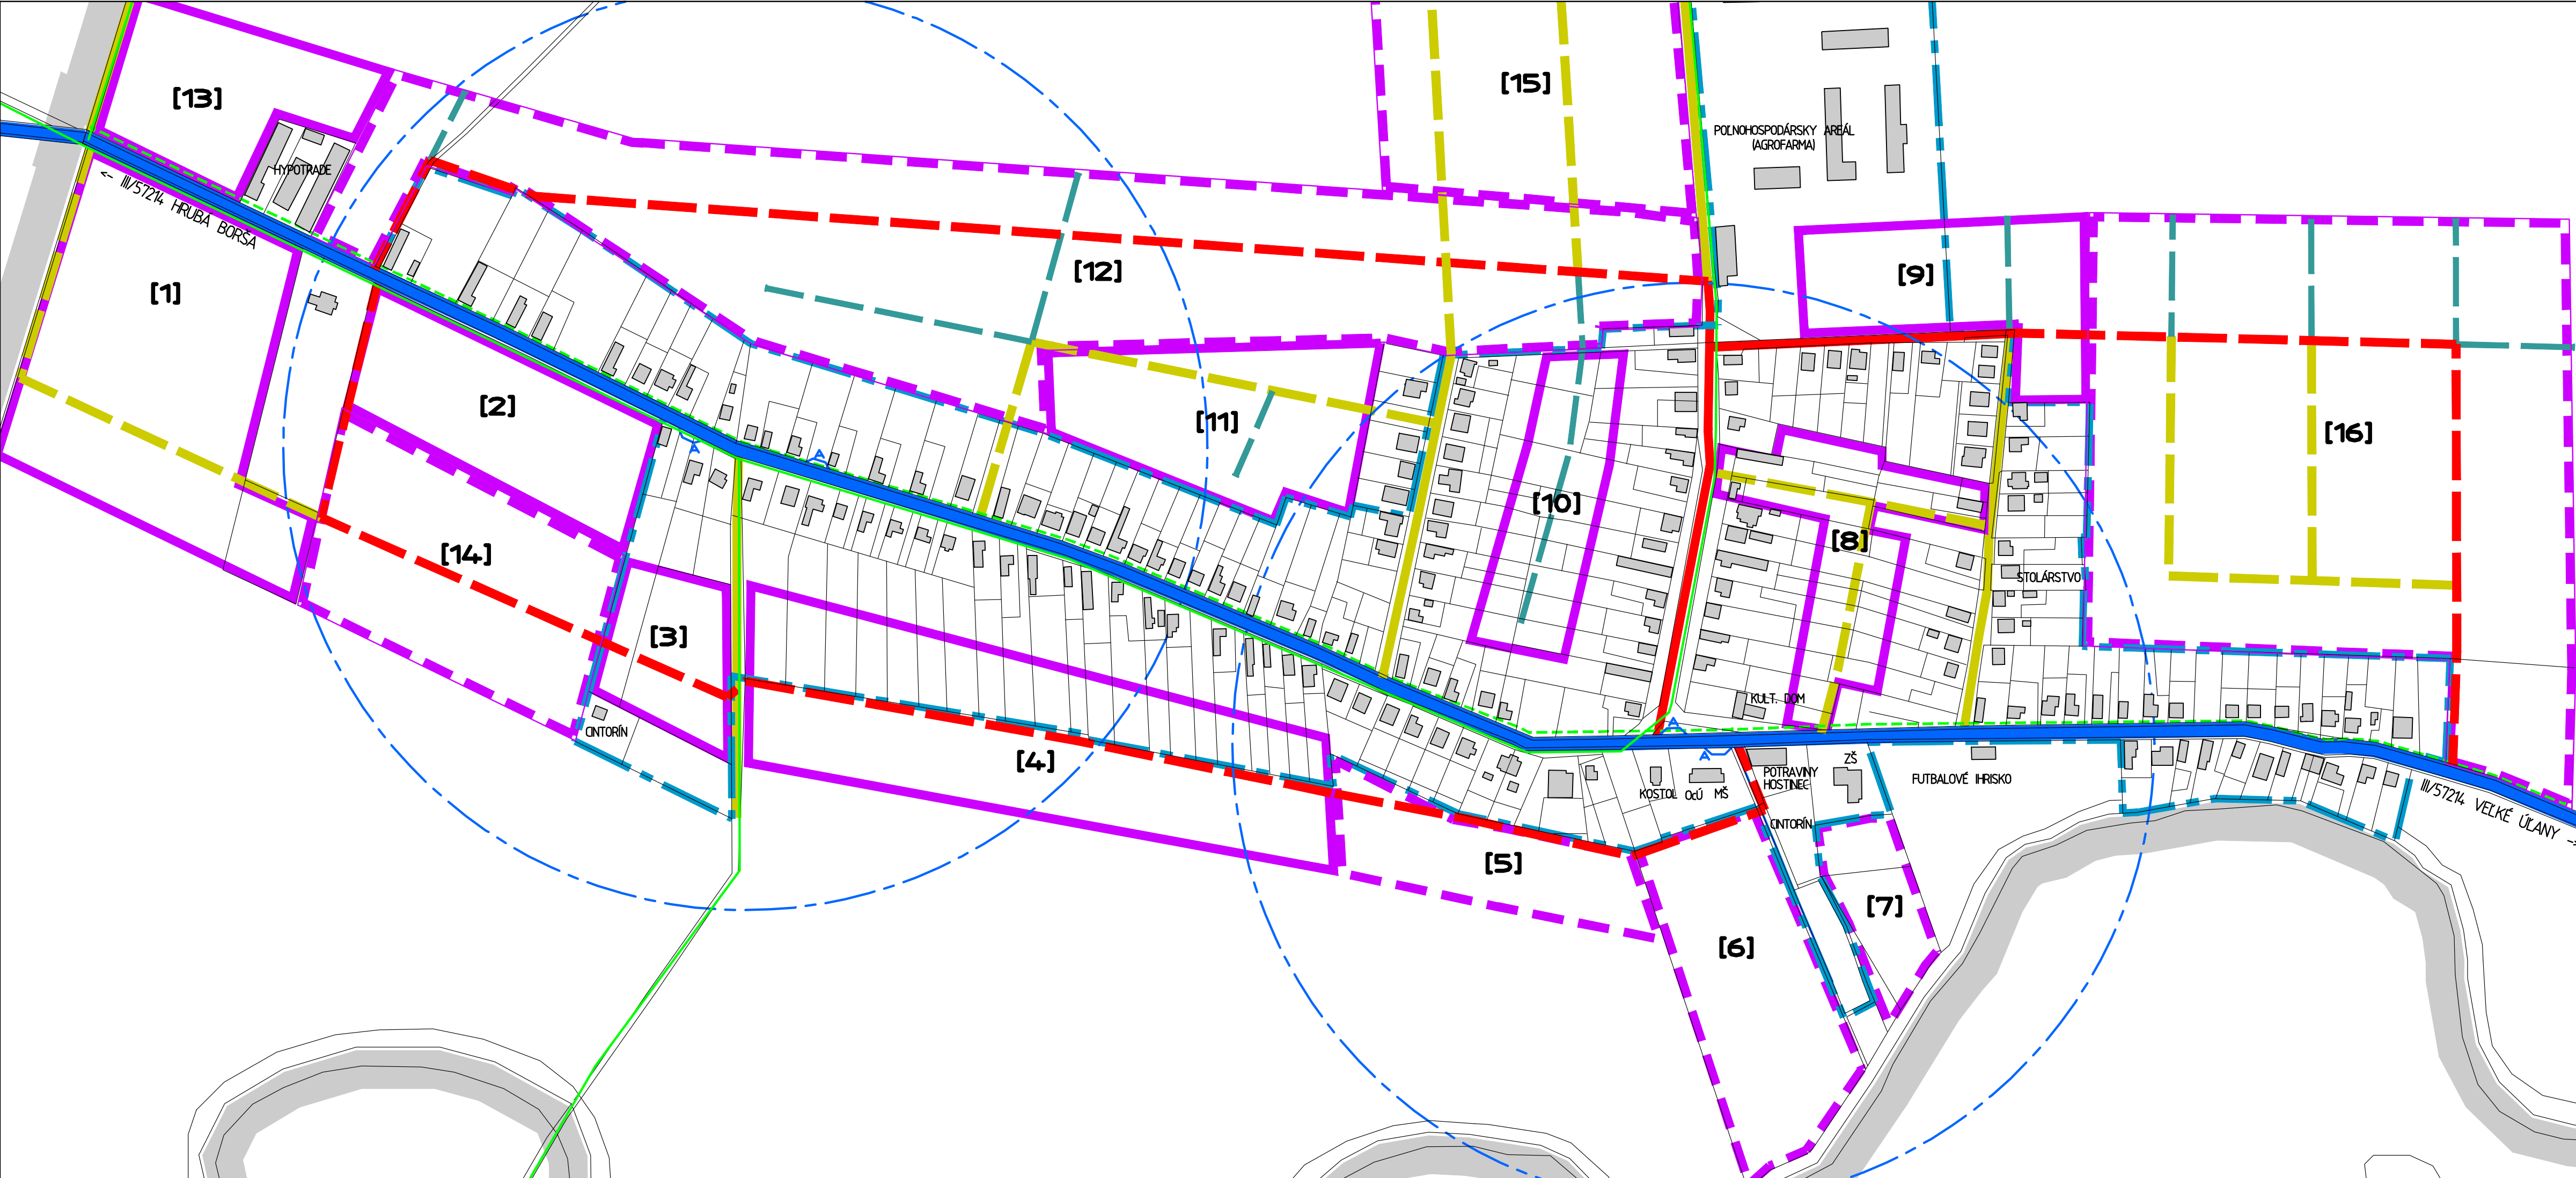 [15]
[13]
POĽNOHOSPODÁRSKY AREÁL
(AGROFARMA)
HYPOTRADE
← III/57214 HRUBÁ BORŠA
[12]
[9]
[1]
[2]
[11]
[16]
[10]
[8]
[14]
STOLÁRSTVO
[3]
KULT. DOM
CINTORÍN
[4]
ZŠ
POTRAVINY
HOSTINEC
FUTBALOVÉ IHRISKO
KOSTOL OcÚ MŠ
III/57214 VEĽKÉ ÚĽANY →
CINTORÍN
[5]
[7]
[6]